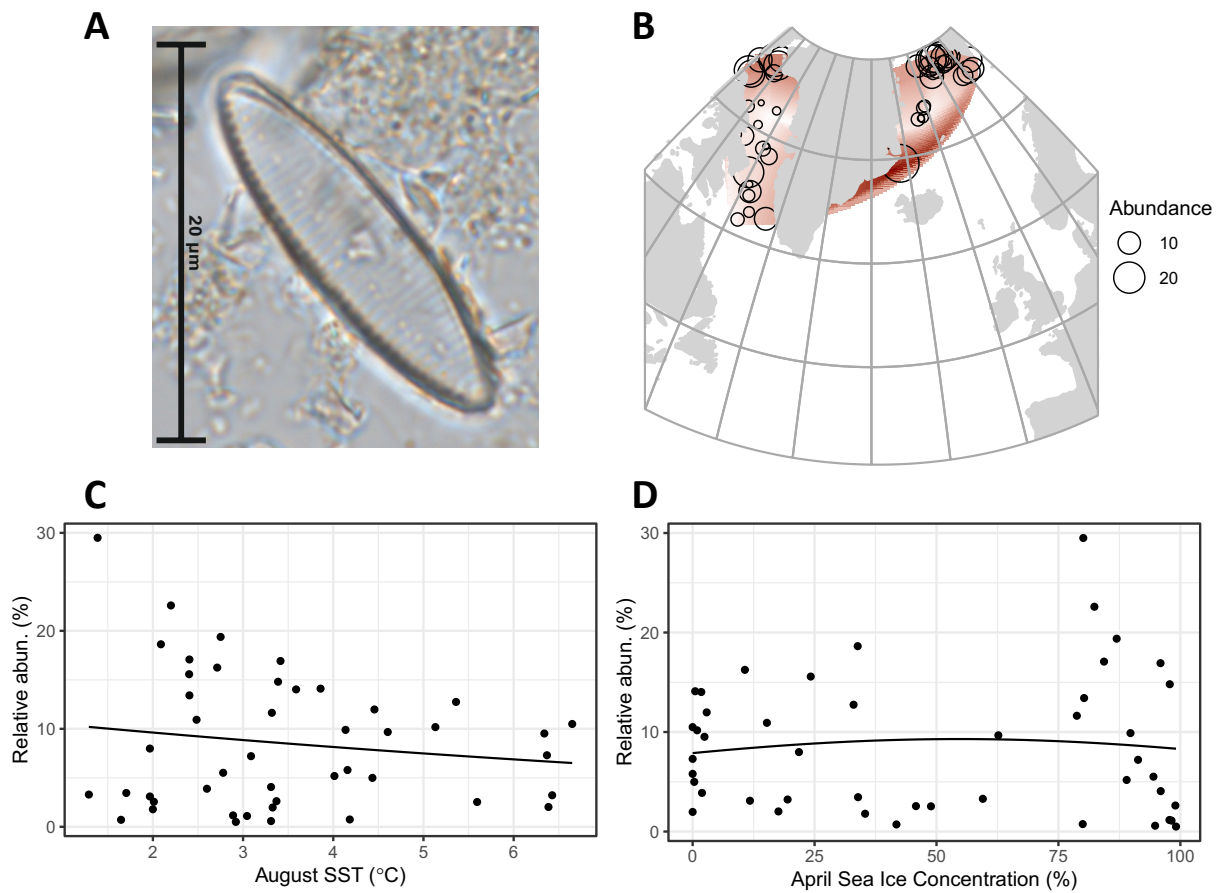 A
B
20 µm
Abundance
10
20
C
D
30
20
10
0
Relative abun. (%)
2
3
4
5
6
August SST (°C)
30
20
10
0
Relative abun. (%)
0
25
50
75
100
April Sea Ice Concentration (%)